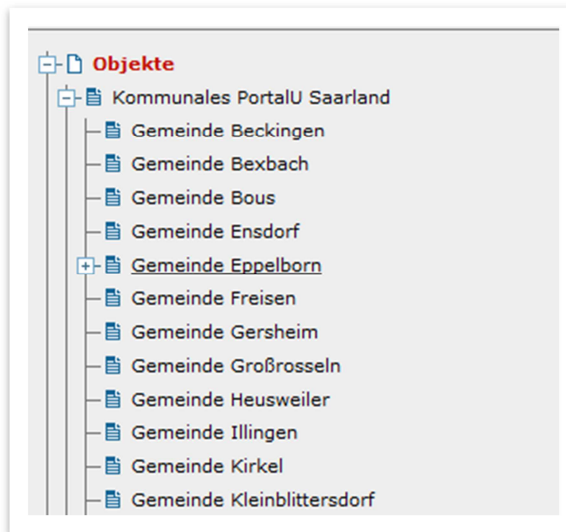 Objekte
Kommunales PortalU Saarland
Gemeinde Beckingen
Gemeinde Bexbach
Gemeinde Bous
Gemeinde Ensdorf
Gemeinde Eppelborn
Gemeinde Freisen
Gemeinde Gersheim
Gemeinde Großrosseln
Gemeinde Heusweiler
Gemeinde Illingen
Gemeinde Kirkel
Gemeinde Kleinblittersdorf